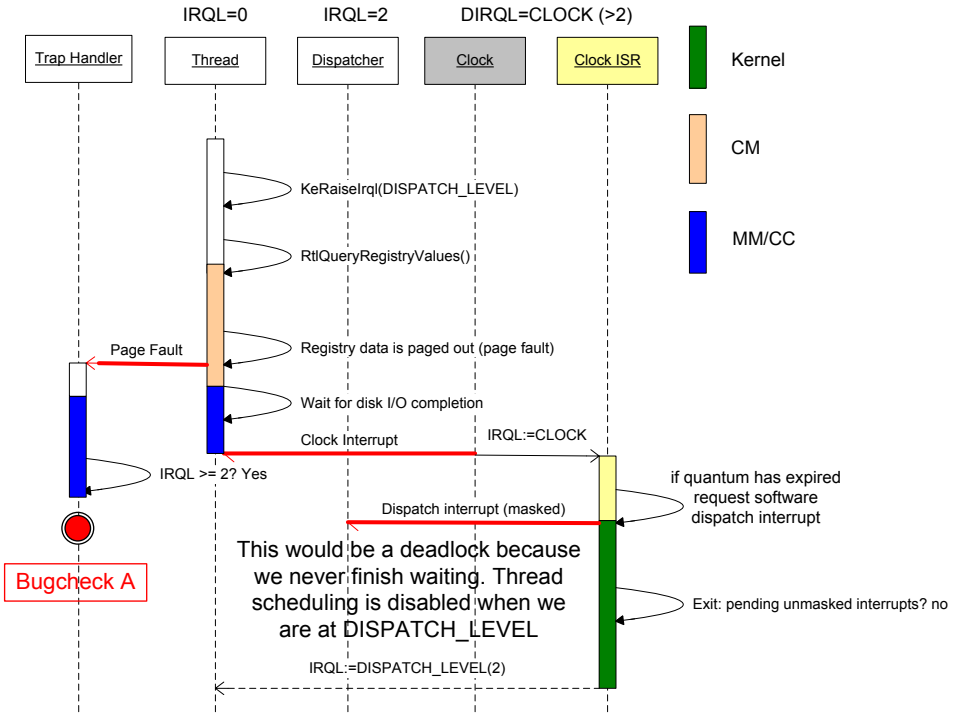 IRQL=0
IRQL=2
DIRQL=CLOCK (>2)
Trap Handler
Thread
Dispatcher
Clock
Clock ISR
Kernel
CM
MM/CC
KeRaiseIrql(DISPATCH_LEVEL)
RtlQueryRegistryValues()
Page Fault
Registry data is paged out (page fault)
Wait for disk I/O completion
Clock Interrupt
IRQL:=CLOCK
IRQL >= 2? Yes
if quantum has expired
request software
dispatch interrupt
Dispatch interrupt (masked)
This would be a deadlock because
we never finish waiting. Thread
scheduling is disabled when we
are at DISPATCH_LEVEL
Bugcheck A
Exit: pending unmasked interrupts? no
IRQL:=DISPATCH_LEVEL(2)